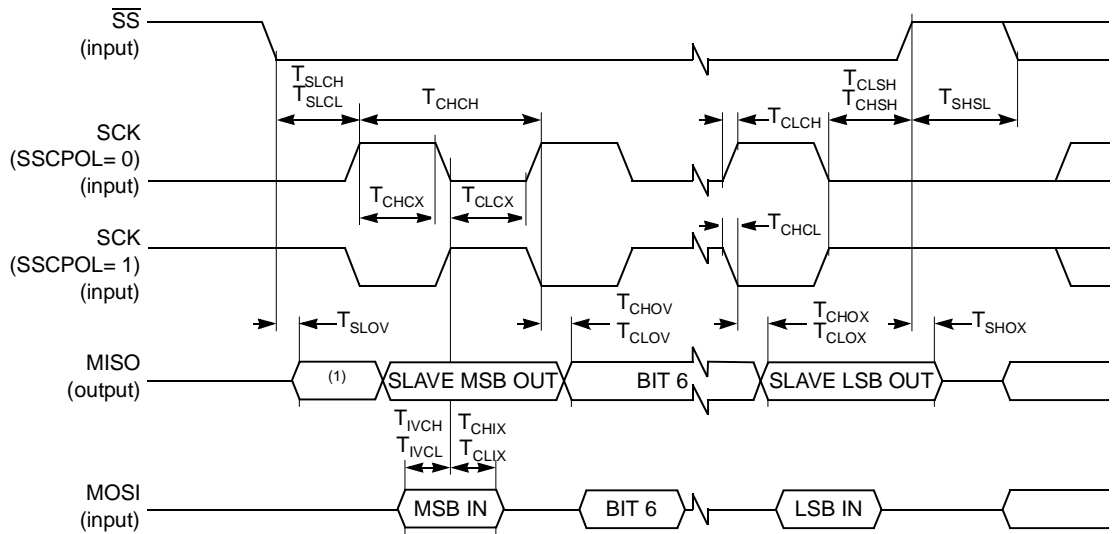 SS
(input)
TSLCH
TSLCL
TCHCH
TCLCH
TCLSH
TCHSH
TSHSL
SCK
(SSCPOL= 0)
(input)
TCHCX
TCLCX
SCK
(SSCPOL= 1)
(input)
TCHCL
TSLOV
TCHOV
TCLOV
TCHOX
TCLOX
TSHOX
MISO
(output)
(1)
SLAVE MSB OUT
BIT 6
SLAVE LSB OUT
TIVCH
TIVCL
TCHIX
TCLIX
MOSI
(input)
MSB IN
BIT 6
LSB IN